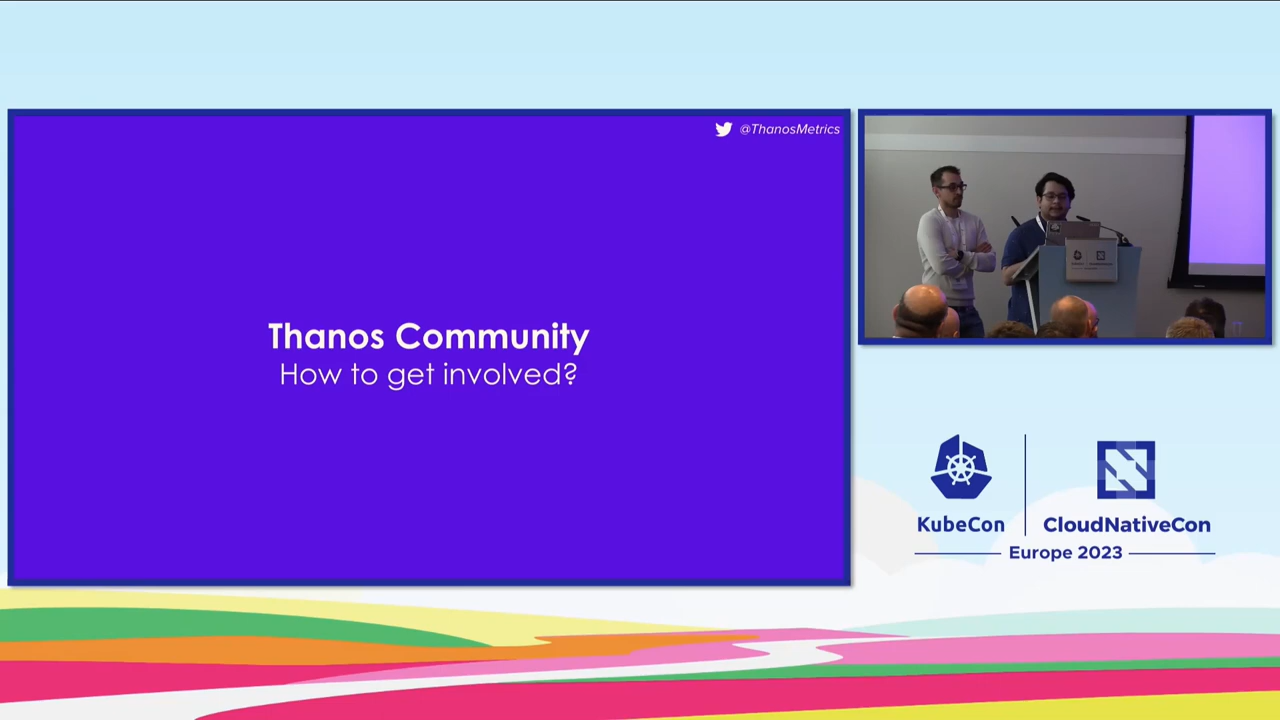 @ThanosMetrics
Thanos Community
How to get involved?
KubeCon
CloudNativeCon
Europe 2023